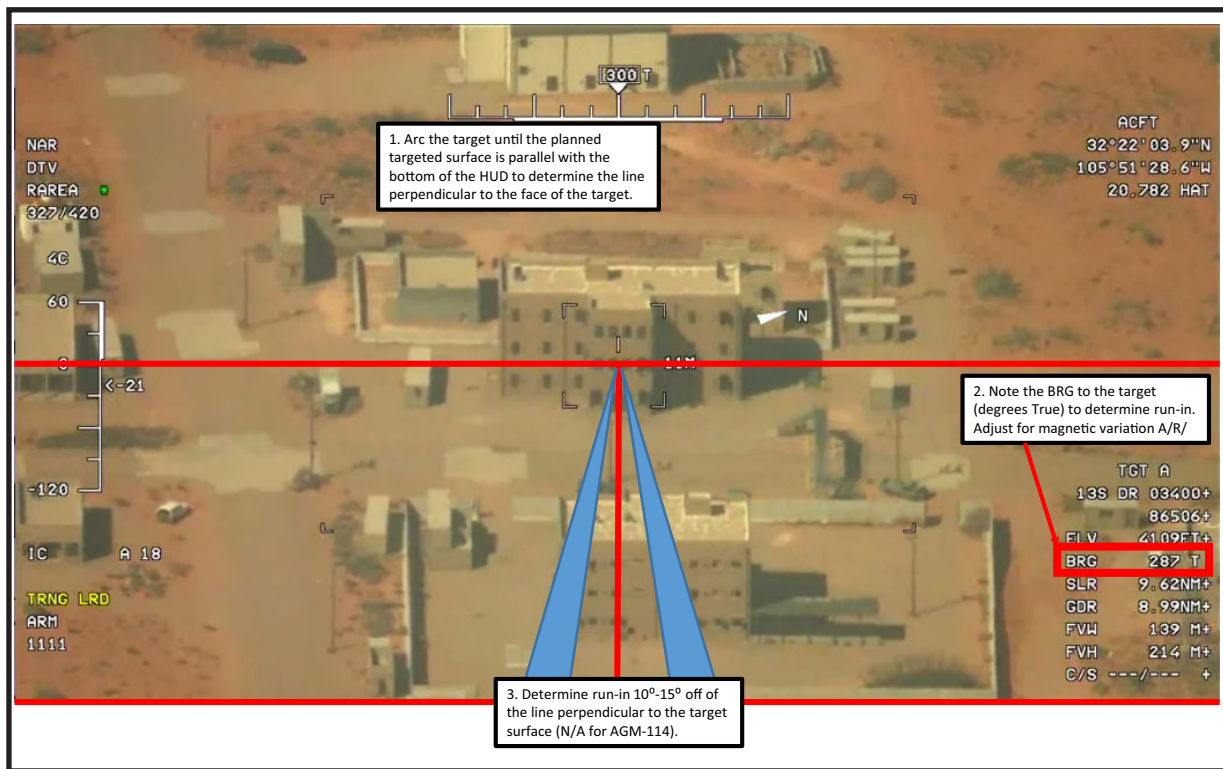 300 T
1. Arc the target until the planned
targeted surface is parallel with the
bottom of the HUD to determine the line
perpendicular to the face of the target.
NAR
DTV
RAREA
327/420
4C
60
0
<-21
-120
IC A 18
TRNG LRD
ARM
1111
ACFT
32°22'03.9"N
105°51'28.6"W
20,782 HAT
N
11M
2. Note the BRG to the target
(degrees True) to determine run-in.
Adjust for magnetic variation A/R/
TGT A
13S DR 03400+
86506+
ELV 4109FT+
BRG 287 T
SLR 9.62NM+
GDR 8.99NM+
FVW 139 M+
FVH 214 M+
C/S ---/--- +
3. Determine run-in 10⁰-15⁰ off of
the line perpendicular to the target
surface (N/A for AGM-114).